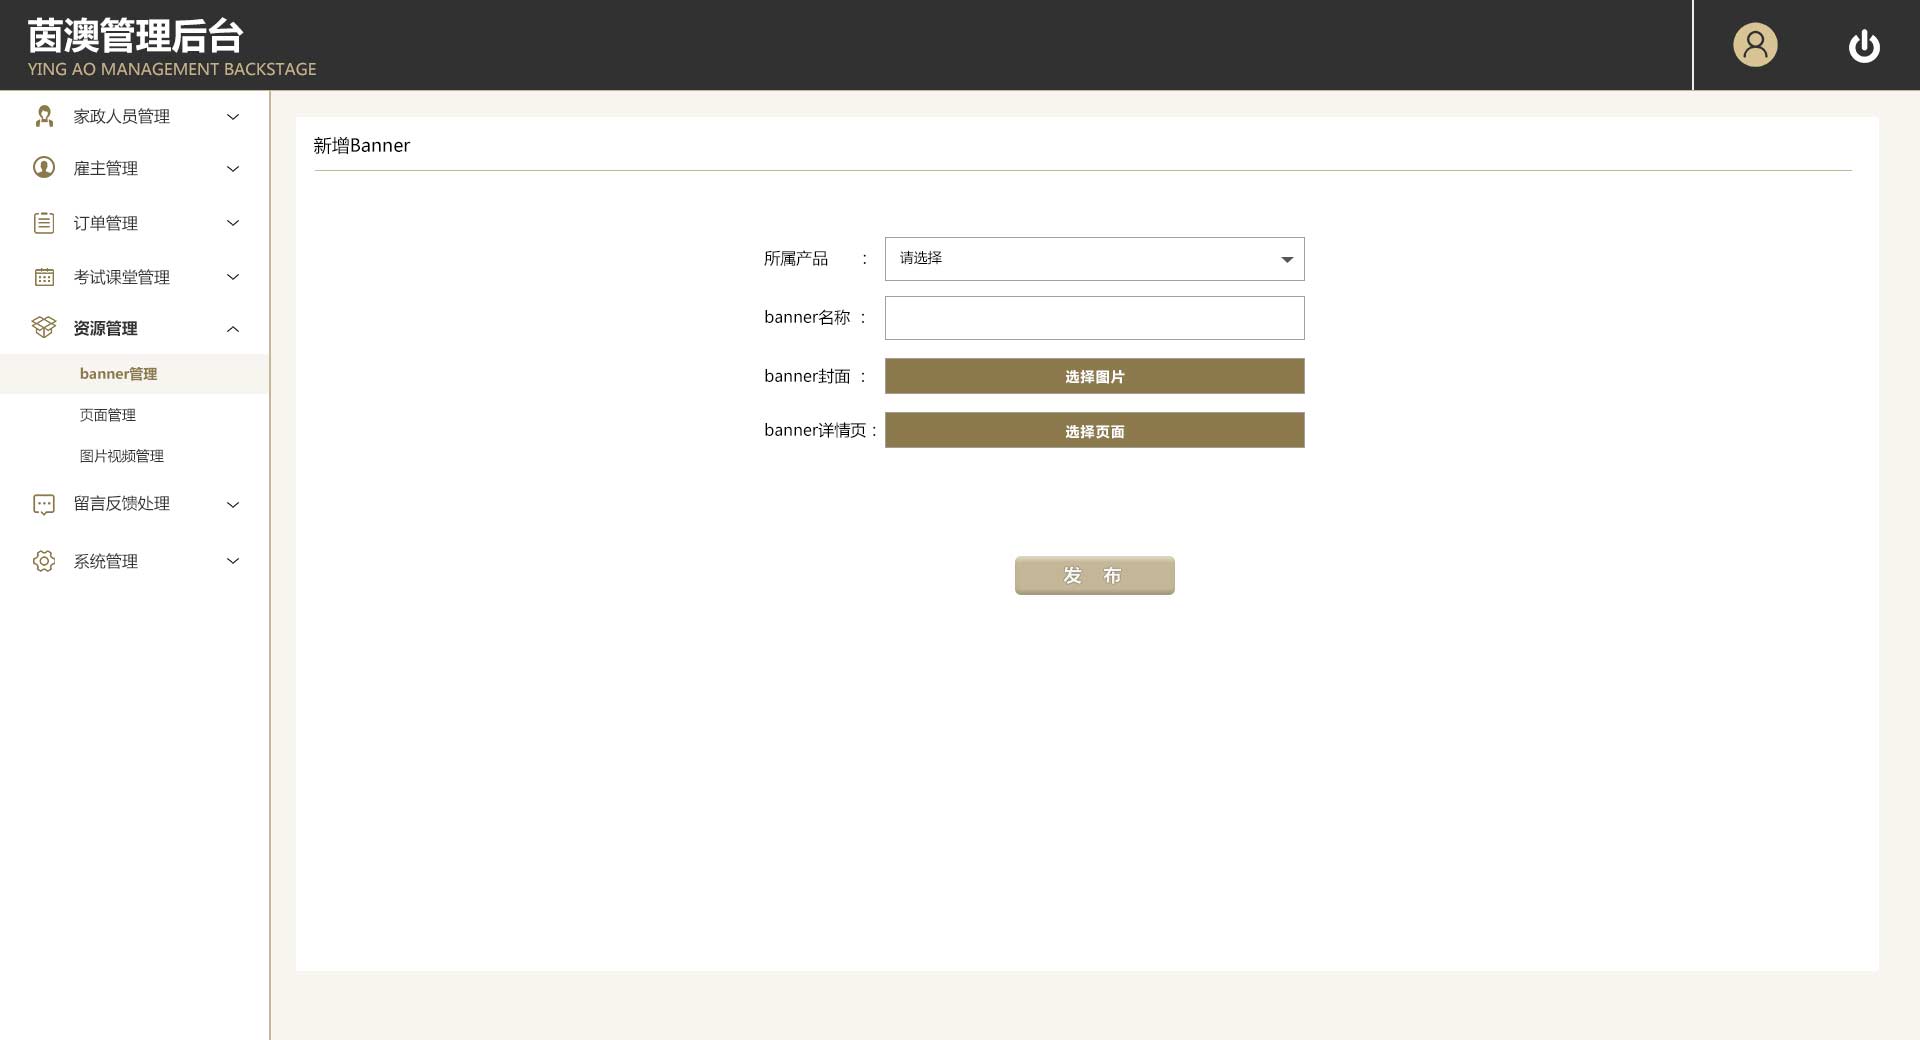 茵澳管理后台
YING AO MANAGEMENT BACKSTAGE
家政人员管理
雇主管理
订单管理
考试课堂管理
资源管理
banner管理
页面管理
图片视频管理
留言反馈处理
系统管理
新增Banner
所属产品 : 请选择
banner名称 :
banner封面 : 选择图片
banner详情页 : 选择页面
发 布